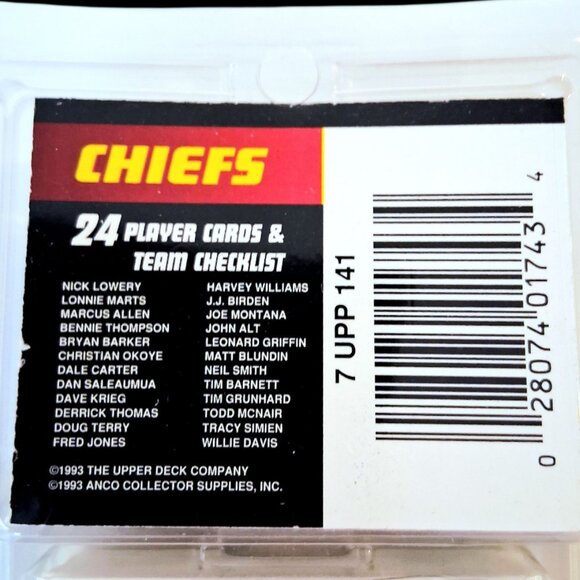 CHIEFS
24 PLAYER CARDS &
TEAM CHECKLIST
NICK LOWERY
LONNIE MARTS
MARCUS ALLEN
BENNIE THOMPSON
BRYAN BARKER
CHRISTIAN OKOYE
DALE CARTER
DAN SALEAUMUA
DAVE KRIEG
DERRICK THOMAS
DOUG TERRY
FRED JONES
HARVEY WILLIAMS
J.J. BIRDEN
JOE MONTANA
JOHN ALT
LEONARD GRIFFIN
MATT BLUNDIN
NEIL SMITH
TIM BARNETT
TIM GRUNHARD
TODD MCNAIR
TRACY SIMIEN
WILLIE DAVIS
©1993 THE UPPER DECK COMPANY
©1993 ANCO COLLECTOR SUPPLIES, INC.
7 UPP 141
0 28074 01743 4